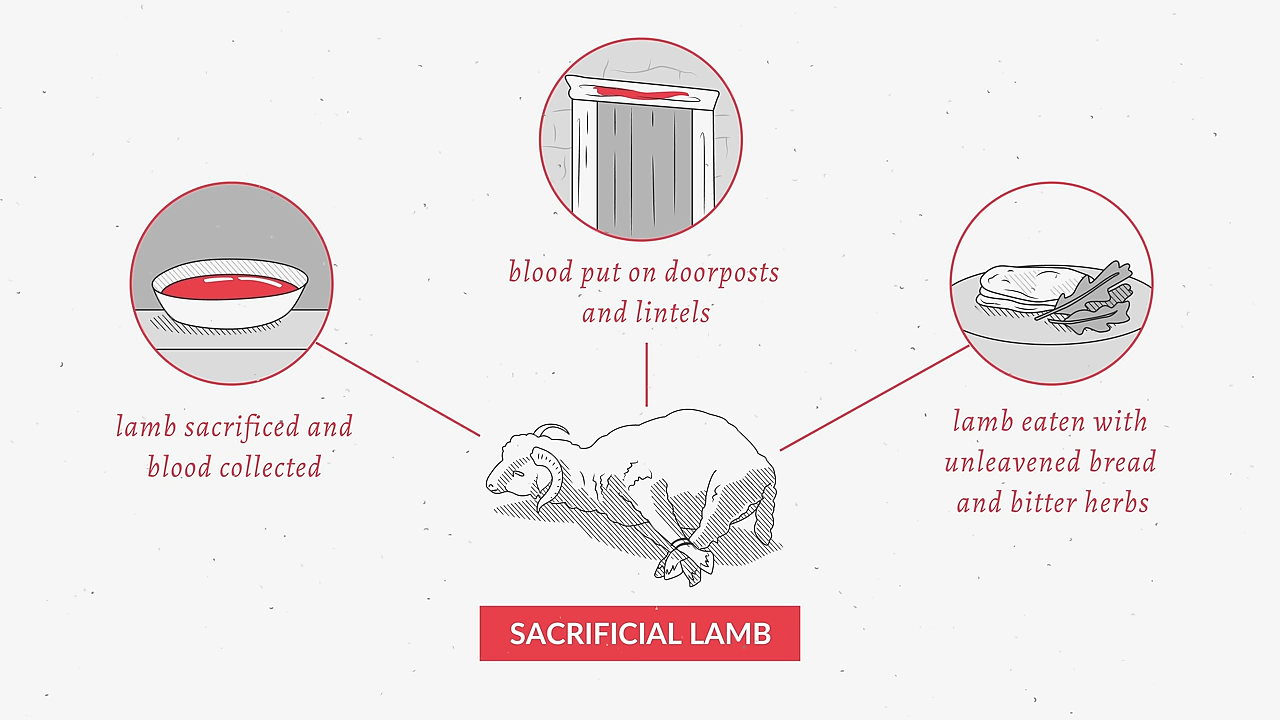 blood put on doorposts
and lintels
lamb sacrificed and
blood collected
lamb eaten with
unleavened bread
and bitter herbs
SACRIFICIAL LAMB